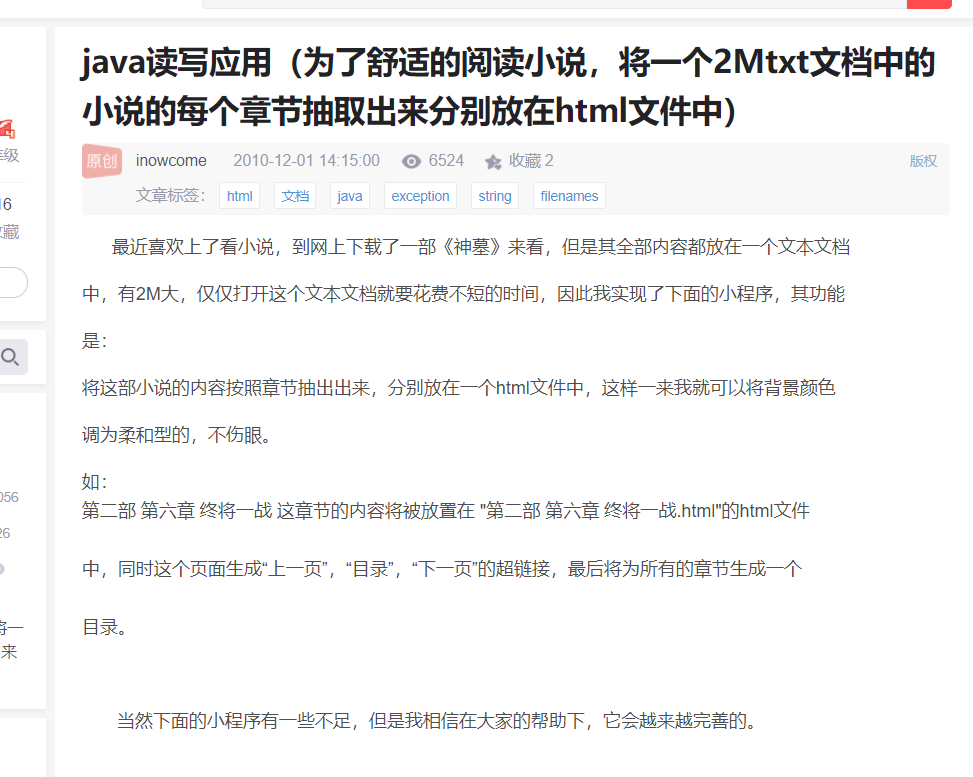 java读写应用（为了舒适的阅读小说，将一个2Mtxt文档中的
小说的每个章节抽取出来分别放在html文件中）
原创 inowcome 2010-12-01 14:15:00 6524 收藏 2 版权
文章标签： html 文档 java exception string filenames
最近喜欢上了看小说，到网上下载了一部《神墓》来看，但是其全部内容都放在一个文本文档
中，有2M大，仅仅打开这个文本文档就要花费不短的时间，因此我实现了下面的小程序，其功能
是：
将这部小说的内容按照章节抽出出来，分别放在一个html文件中，这样一来我就可以将背景颜色
调为柔和型的，不伤眼。
如：
第二部 第六章 终将一战 这章节的内容将被放置在 "第二部 第六章 终将一战.html"的html文件
中，同时这个页面生成“上一页”，“目录”，“下一页”的超链接，最后将为所有的章节生成一个
目录。
当然下面的小程序有一些不足，但是我相信在大家的帮助下，它会越来越完善的。
级
16
藏
056
26
将一
来